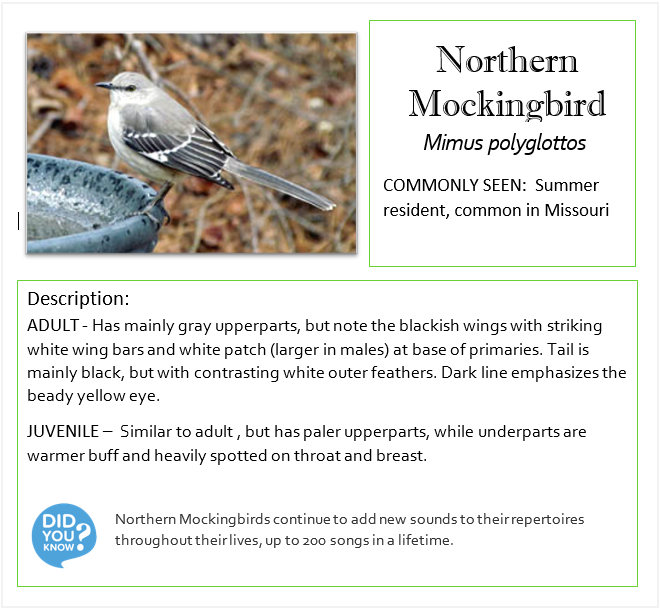 Northern
Mockingbird
Mimus polyglottos
COMMONLY SEEN:  Summer
resident, common in Missouri
Description:
ADULT - Has mainly gray upperparts, but note the blackish wings with striking
white wing bars and white patch (larger in males) at base of primaries. Tail is
mainly black, but with contrasting white outer feathers. Dark line emphasizes the
beady yellow eye.
JUVENILE –  Similar to adult , but has paler upperparts, while underparts are
warmer buff and heavily spotted on throat and breast.
DID
YOU
KNOW?
Northern Mockingbirds continue to add new sounds to their repertoires
throughout their lives, up to 200 songs in a lifetime.